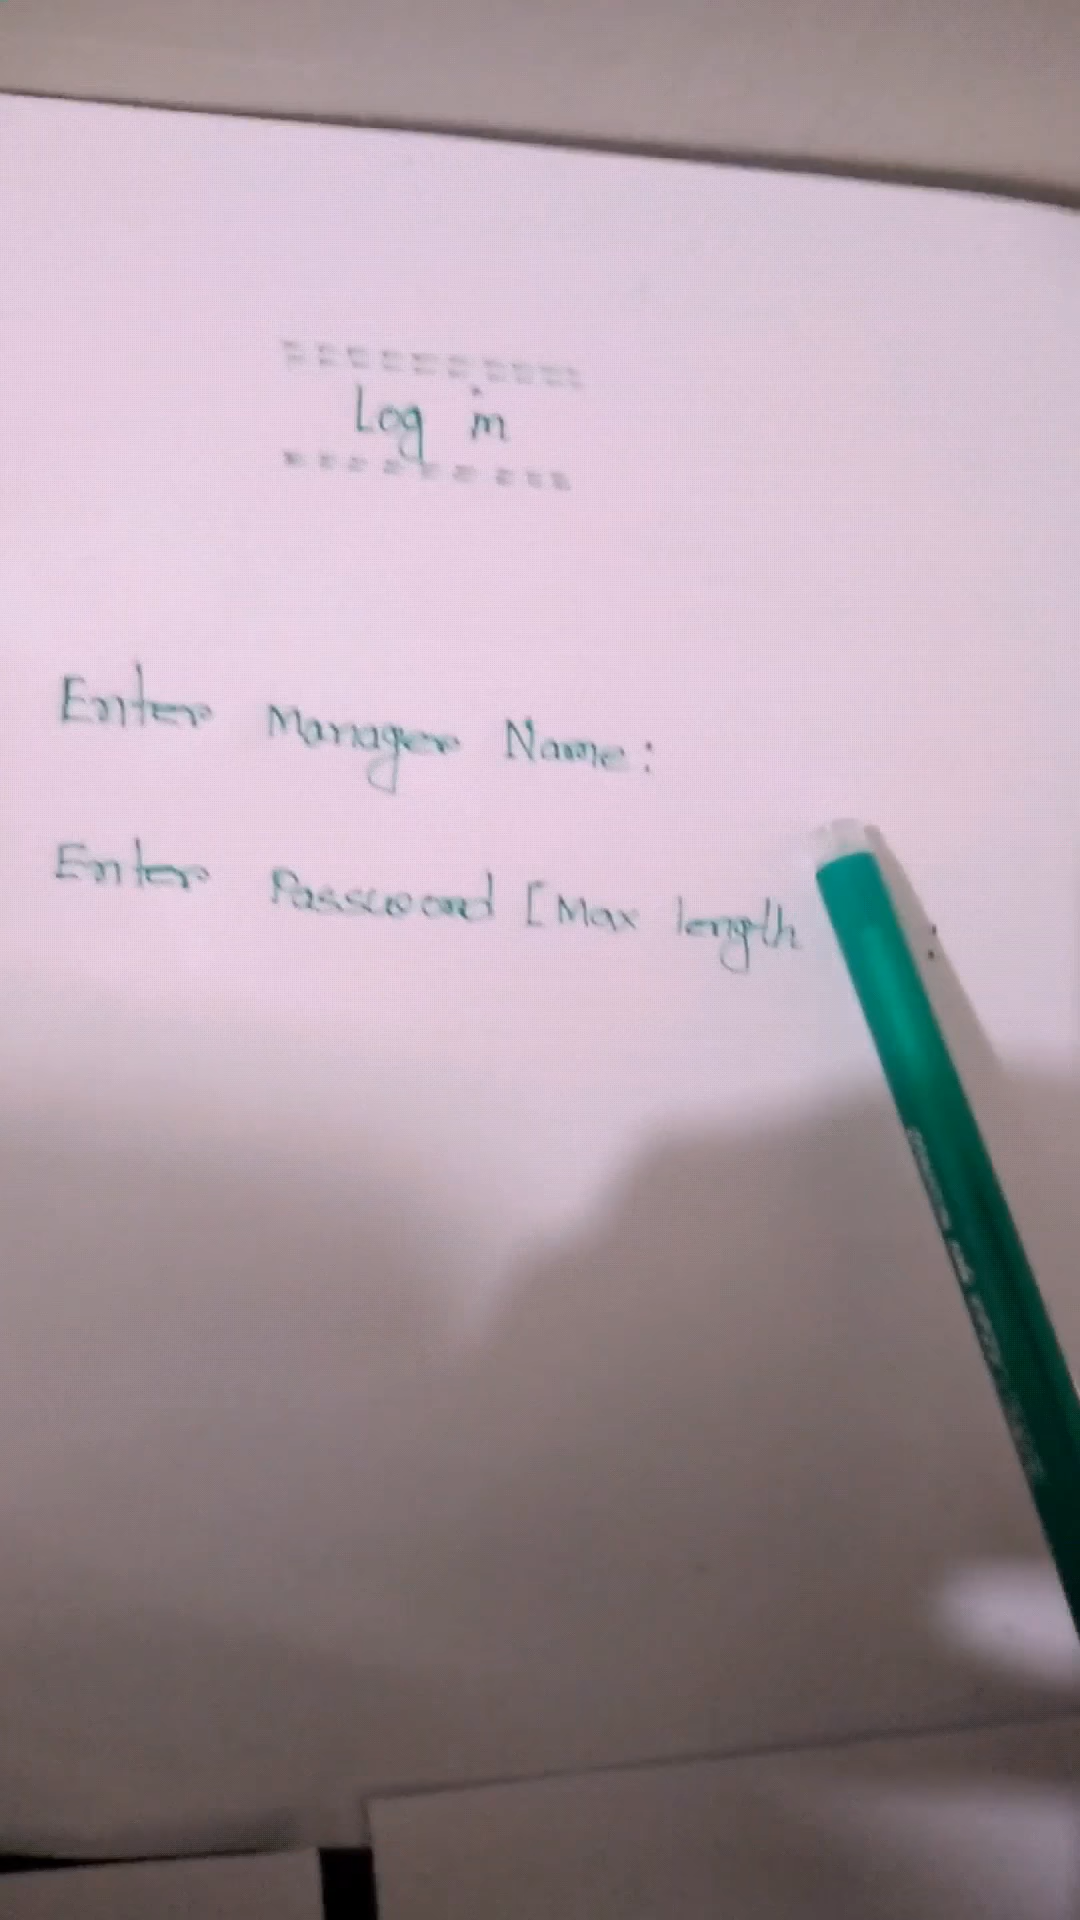 ==========
Log in
=========
Enter Manager Name:
Enter Password [Max length :